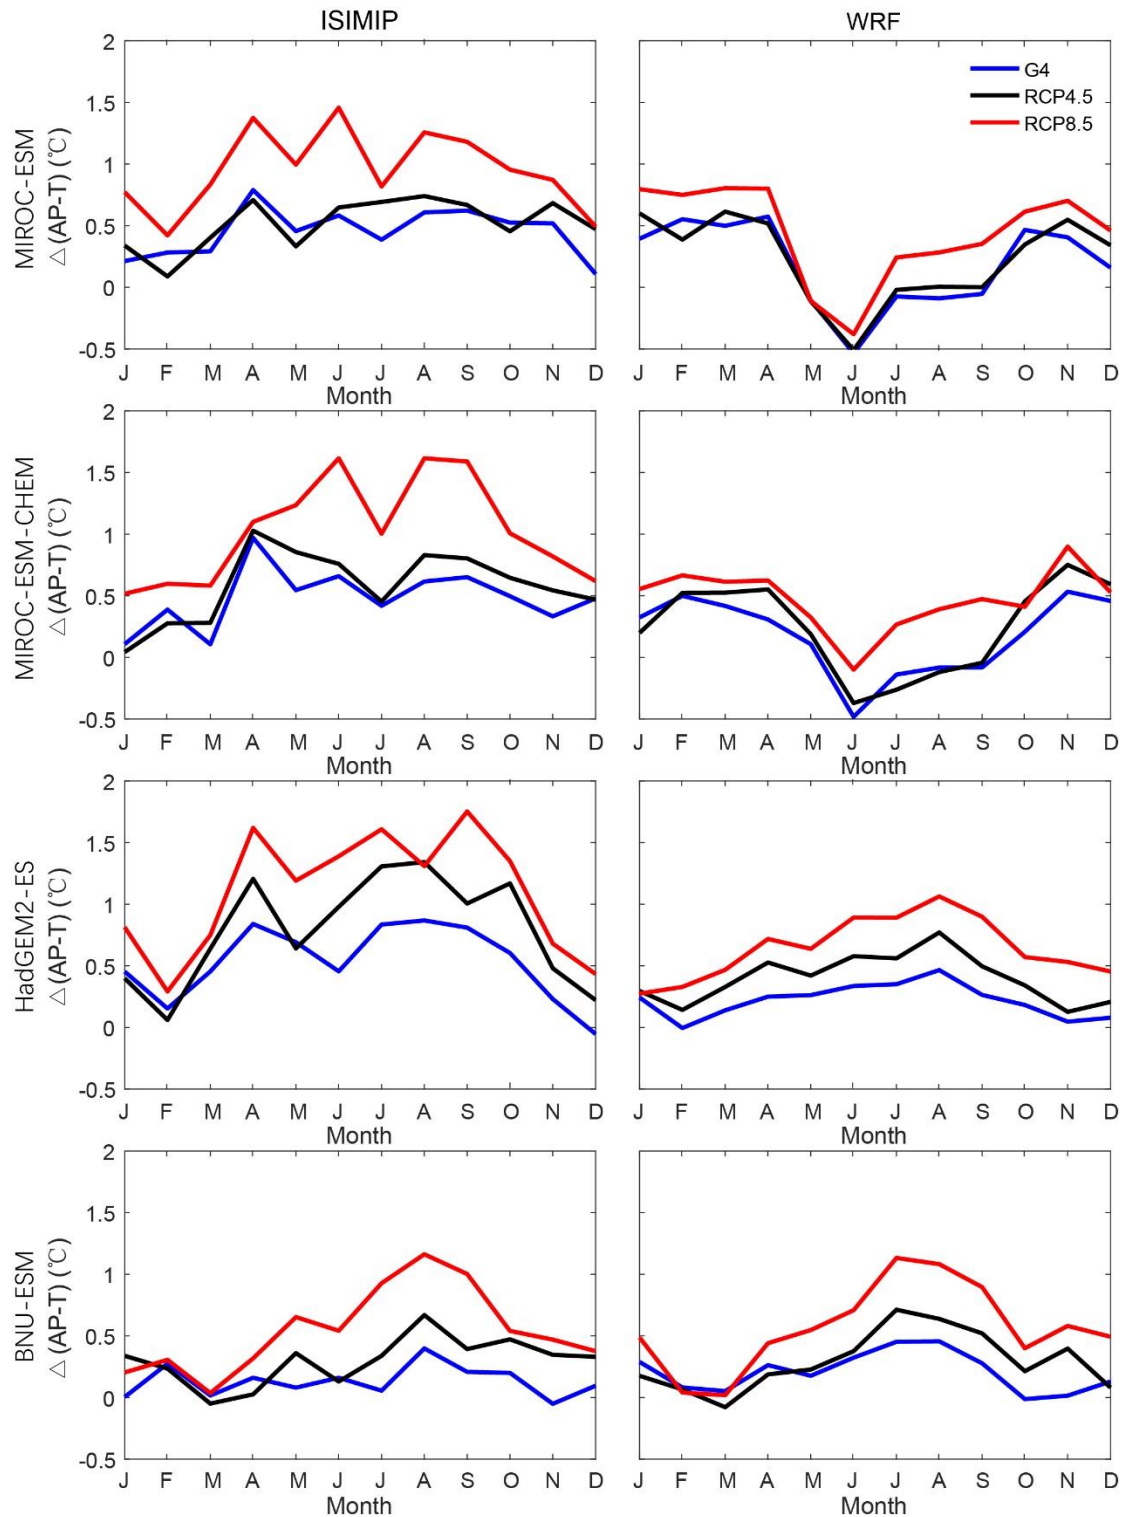 ISIMIP WRF
2
1.5
1
0.5
0
-0.5
MIROC-ESM
△(AP-T) (℃)
J F M A M J J A S O N D
Month
G4
RCP4.5
RCP8.5
J F M A M J J A S O N D
Month
2
1.5
1
0.5
0
-0.5
MIROC-ESM-CHEM
△(AP-T) (℃)
J F M A M J J A S O N D
Month
J F M A M J J A S O N D
Month
2
1.5
1
0.5
0
-0.5
HadGEM2-ES
△(AP-T) (℃)
J F M A M J J A S O N D
Month
J F M A M J J A S O N D
Month
2
1.5
1
0.5
0
-0.5
BNU-ESM
△(AP-T) (℃)
J F M A M J J A S O N D
Month
J F M A M J J A S O N D
Month